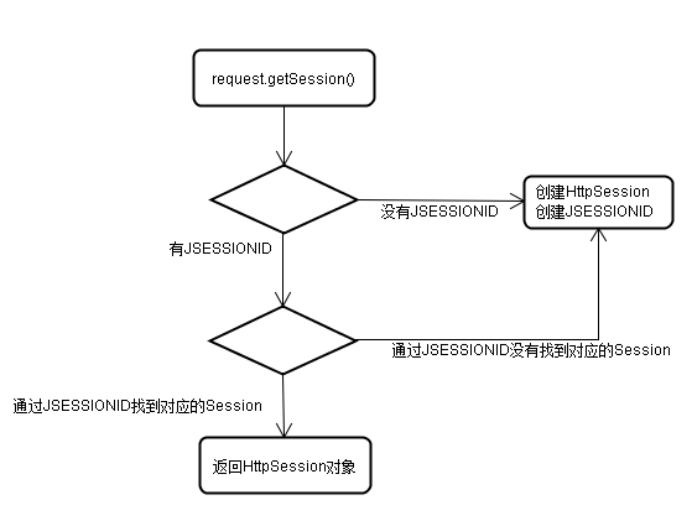 request.getSession()
没有JSESSIONID
创建HttpSession
创建JSESSIONID
有JSESSIONID
通过JSESSIONID没有找到对应的Session
通过JSESSIONID找到对应的Session
返回HttpSession对象